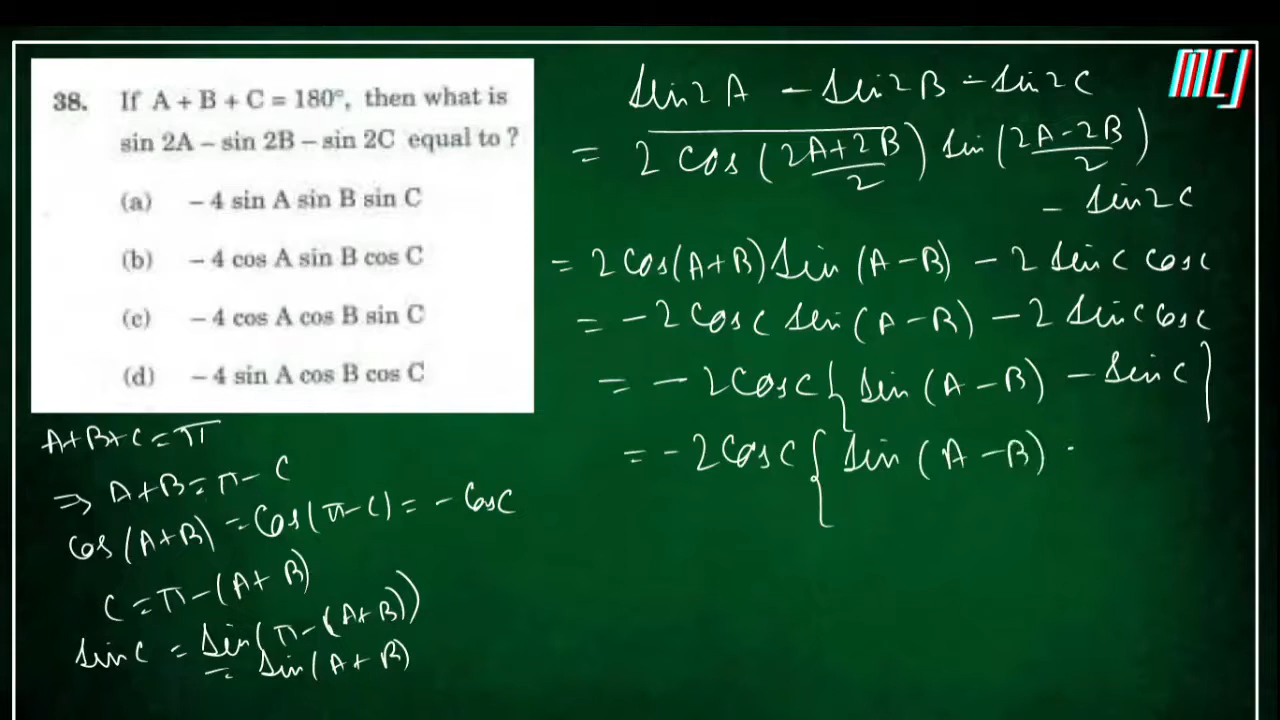 MCJ
38. If A + B + C = 180°, then what is
sin 2A – sin 2B – sin 2C equal to ?
(a) – 4 sin A sin B sin C
(b) – 4 cos A sin B cos C
(c) – 4 cos A cos B sin C
(d) – 4 sin A cos B cos C
A+B+C=π
⇒ A+B=π-C
cos(A+B) = cos(π-C) = -cosC
C=π-(A+B)
sinC = sin(π-(A+B))
= sin(A+B)
sin2A - sin2B - sin2C
= 2 cos((2A+2B)/2) sin((2A-2B)/2)
- sin2C
= 2cos(A+B) sin(A-B) - 2 sinC cosC
= -2cosC sin(A-B) - 2 sinC cosC
= -2cosC{sin(A-B) - sinC}
= -2cosC{sin(A-B) -